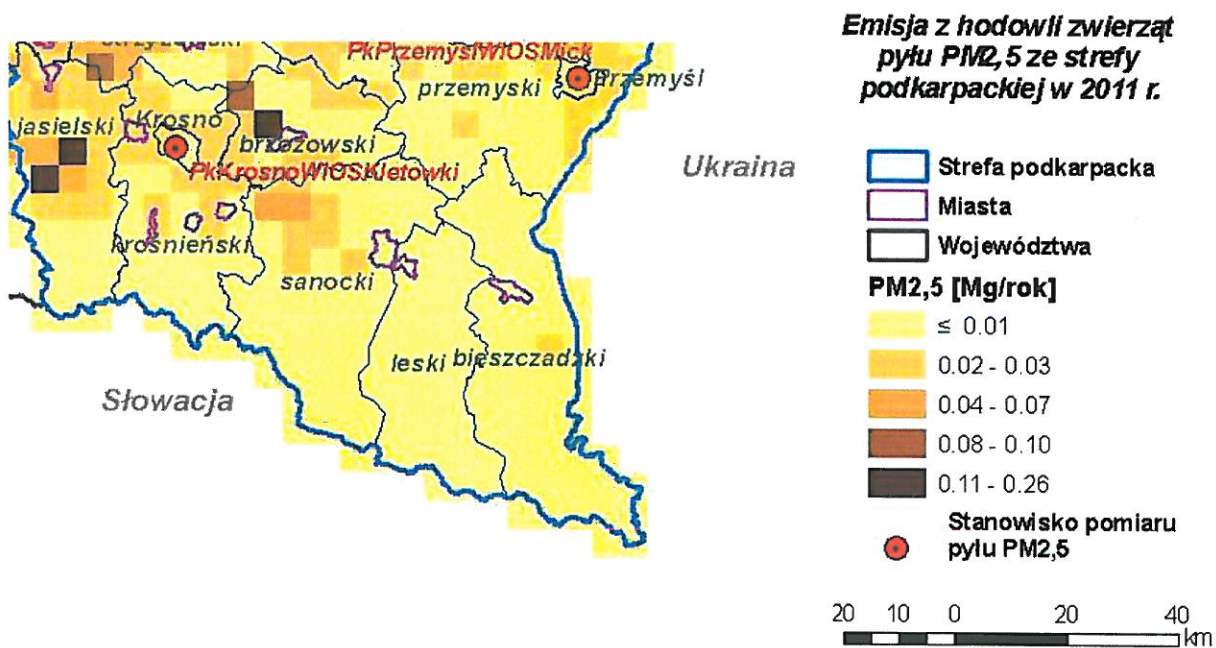 Emisja z hodowli zwierząt
pyłu PM2,5 ze strefy
podkarpackiej w 2011 r.
strzyżowski
PkPrzemyslWIOSMick
Przemyśl
przemyski
jasielski
Krosno
brzozowski
PkKrosnoWIOSKletowki
Ukraina
krośnieński
sanocki
leski
bieszczadzki
Słowacja
Strefa podkarpacka
Miasta
Województwa
PM2,5 [Mg/rok]
≤ 0.01
0.02 - 0.03
0.04 - 0.07
0.08 - 0.10
0.11 - 0.26
Stanowisko pomiaru
pyłu PM2,5
20 10 0 20 40
km